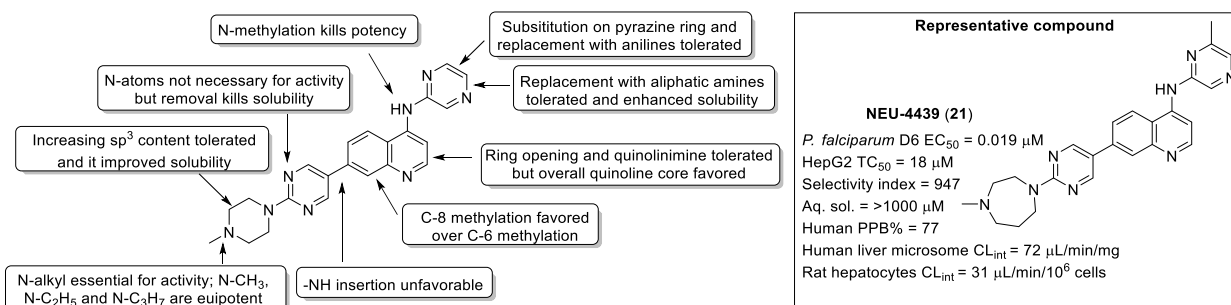 N-methylation kills potency
Subsititution on pyrazine ring
and replacement with anilines tolerated
N-atoms not necessary for activity
but removal kills solubility
Replacement with aliphatic amines
tolerated and enhanced solubility
Increasing sp³ content tolerated
and it improved solubility
Ring opening and quinolinimine tolerated
but overall quinoline core favored
C-8 methylation favored
over C-6 methylation
N-alkyl essential for activity; N-CH₃,
N-C₂H₅ and N-C₃H₇ are euipotent
-NH insertion unfavorable
N
N
HN
N
N
N
N
N
Representative compound
NEU-4439 (21)
P. falciparum D6 EC₅₀ = 0.019 μM
HepG2 TC₅₀ = 18 μM
Selectivity index = 947
Aq. sol. = >1000 μM
Human PPB% = 77
Human liver microsome CLᵢₙₜ = 72 μL/min/mg
Rat hepatocytes CLᵢₙₜ = 31 μL/min/10⁶ cells
N
N
HN
N
N
N
N
N